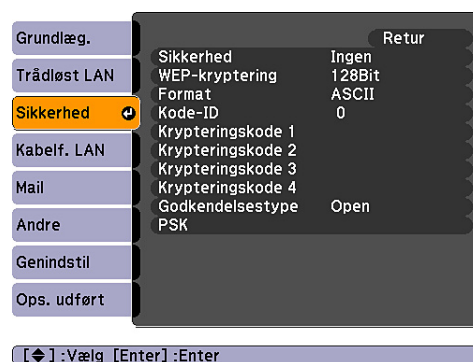 Grundlæg.
Trådløst LAN
Sikkerhed
Kabelf. LAN
Mail
Andre
Genindstil
Ops. udført
Retur
Sikkerhed Ingen
WEP-kryptering 128Bit
Format ASCII
Kode-ID 0
Krypteringskode 1
Krypteringskode 2
Krypteringskode 3
Krypteringskode 4
Godkendelsestype Open
PSK
[◆] :Vælg [Enter] :Enter